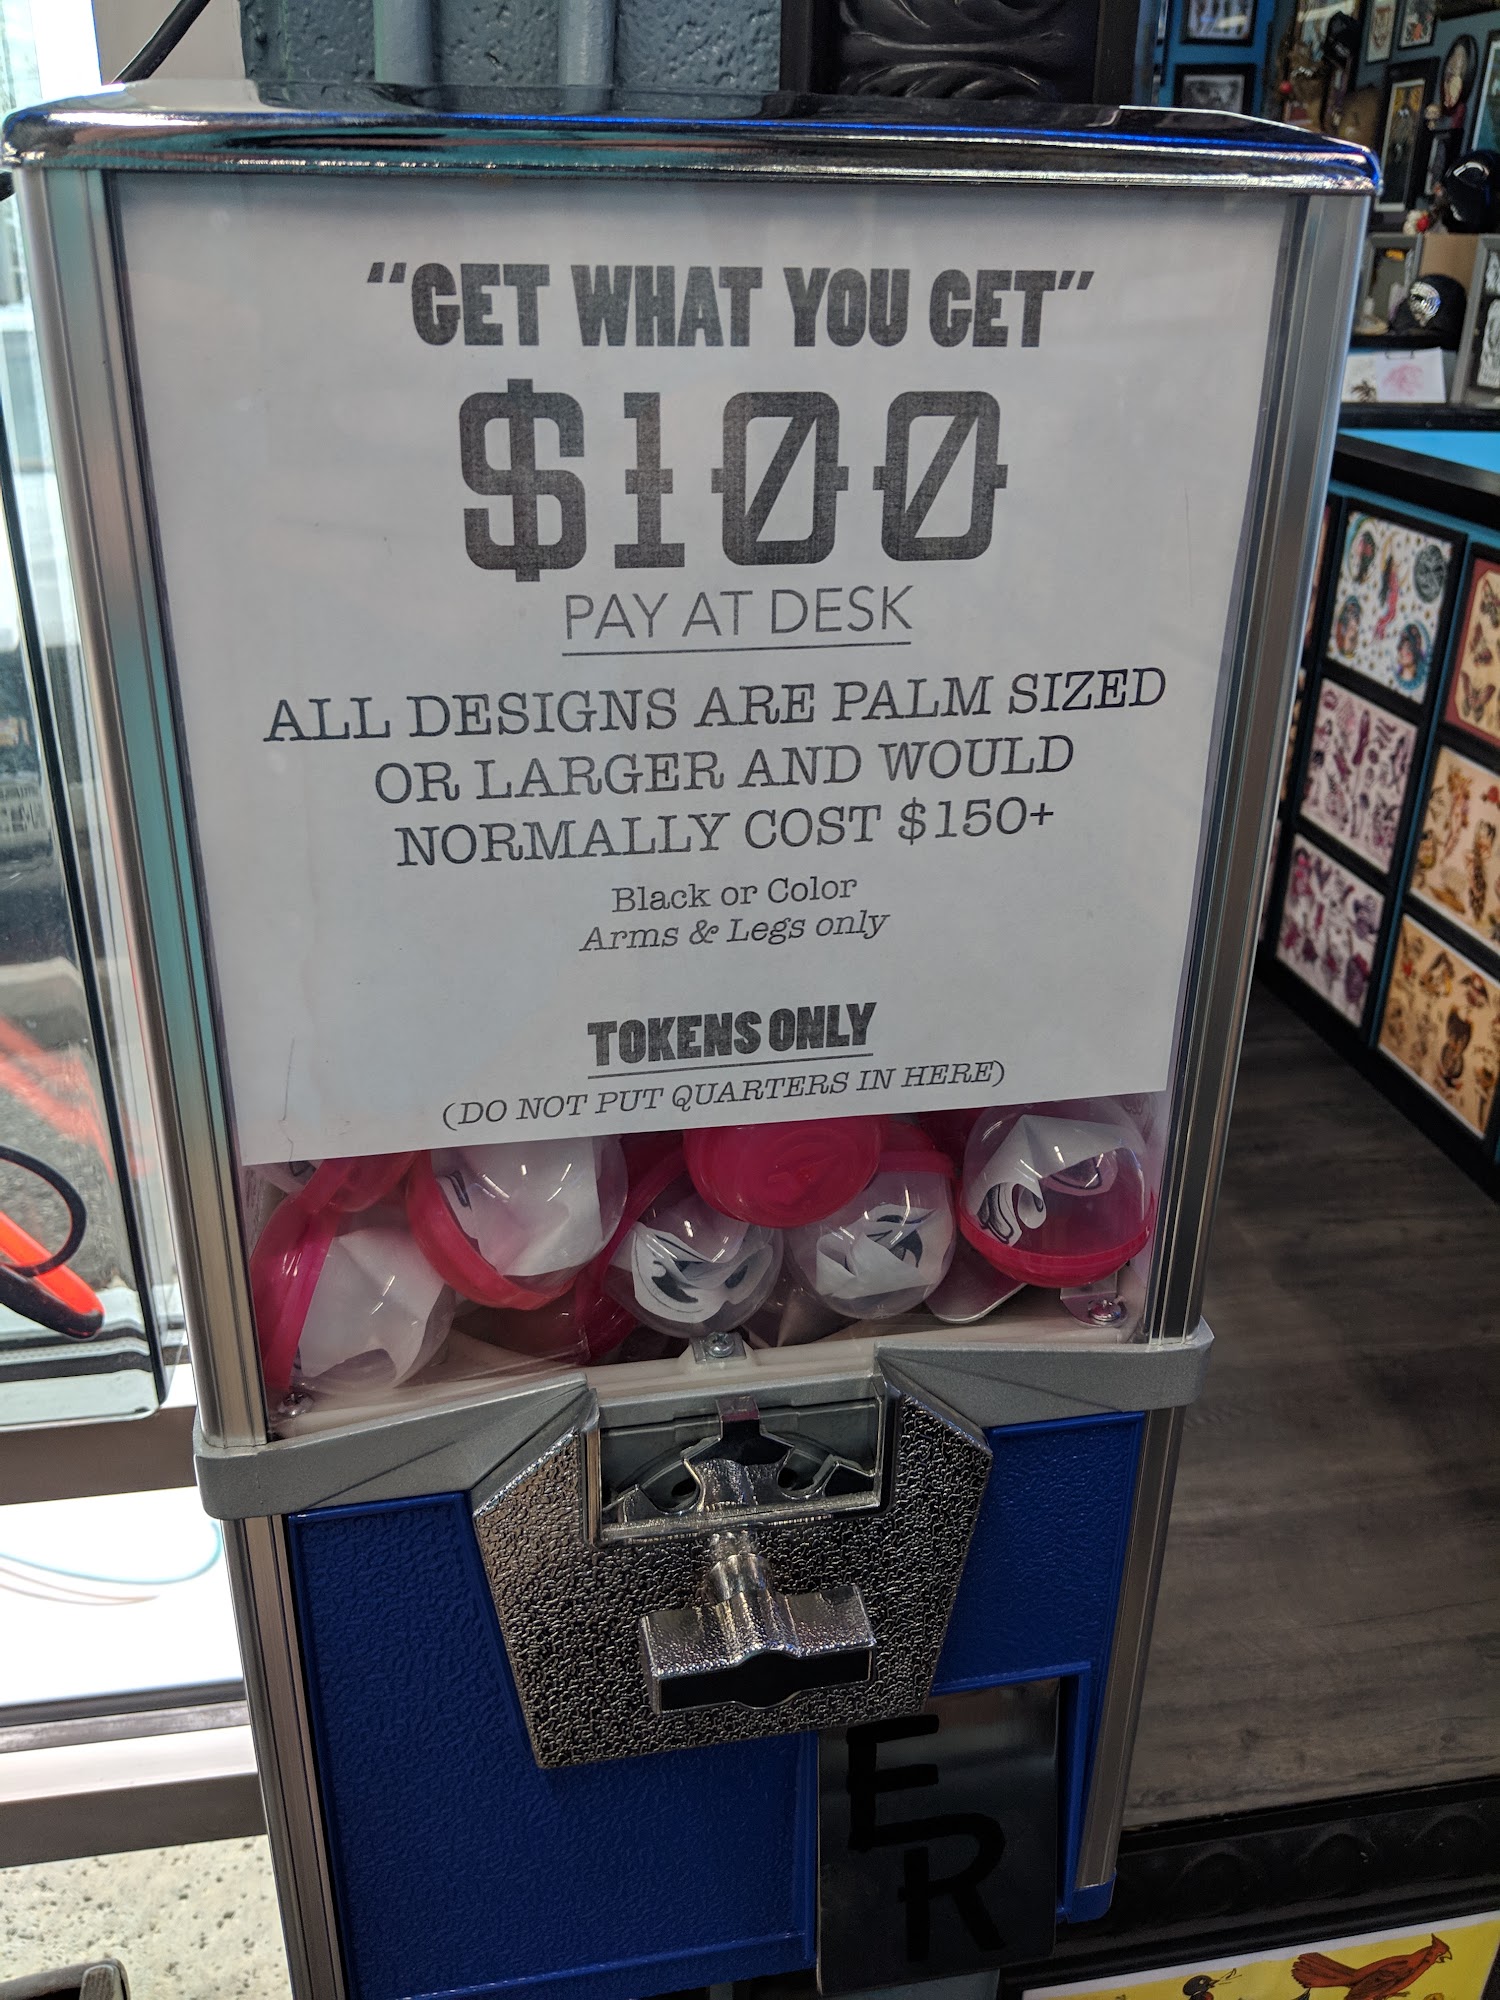 “GET WHAT YOU GET”
$100
PAY AT DESK
ALL DESIGNS ARE PALM SIZED
OR LARGER AND WOULD
NORMALLY COST $150+
Black or Color
Arms & Legs only
TOKENS ONLY
(DO NOT PUT QUARTERS IN HERE)
E
R